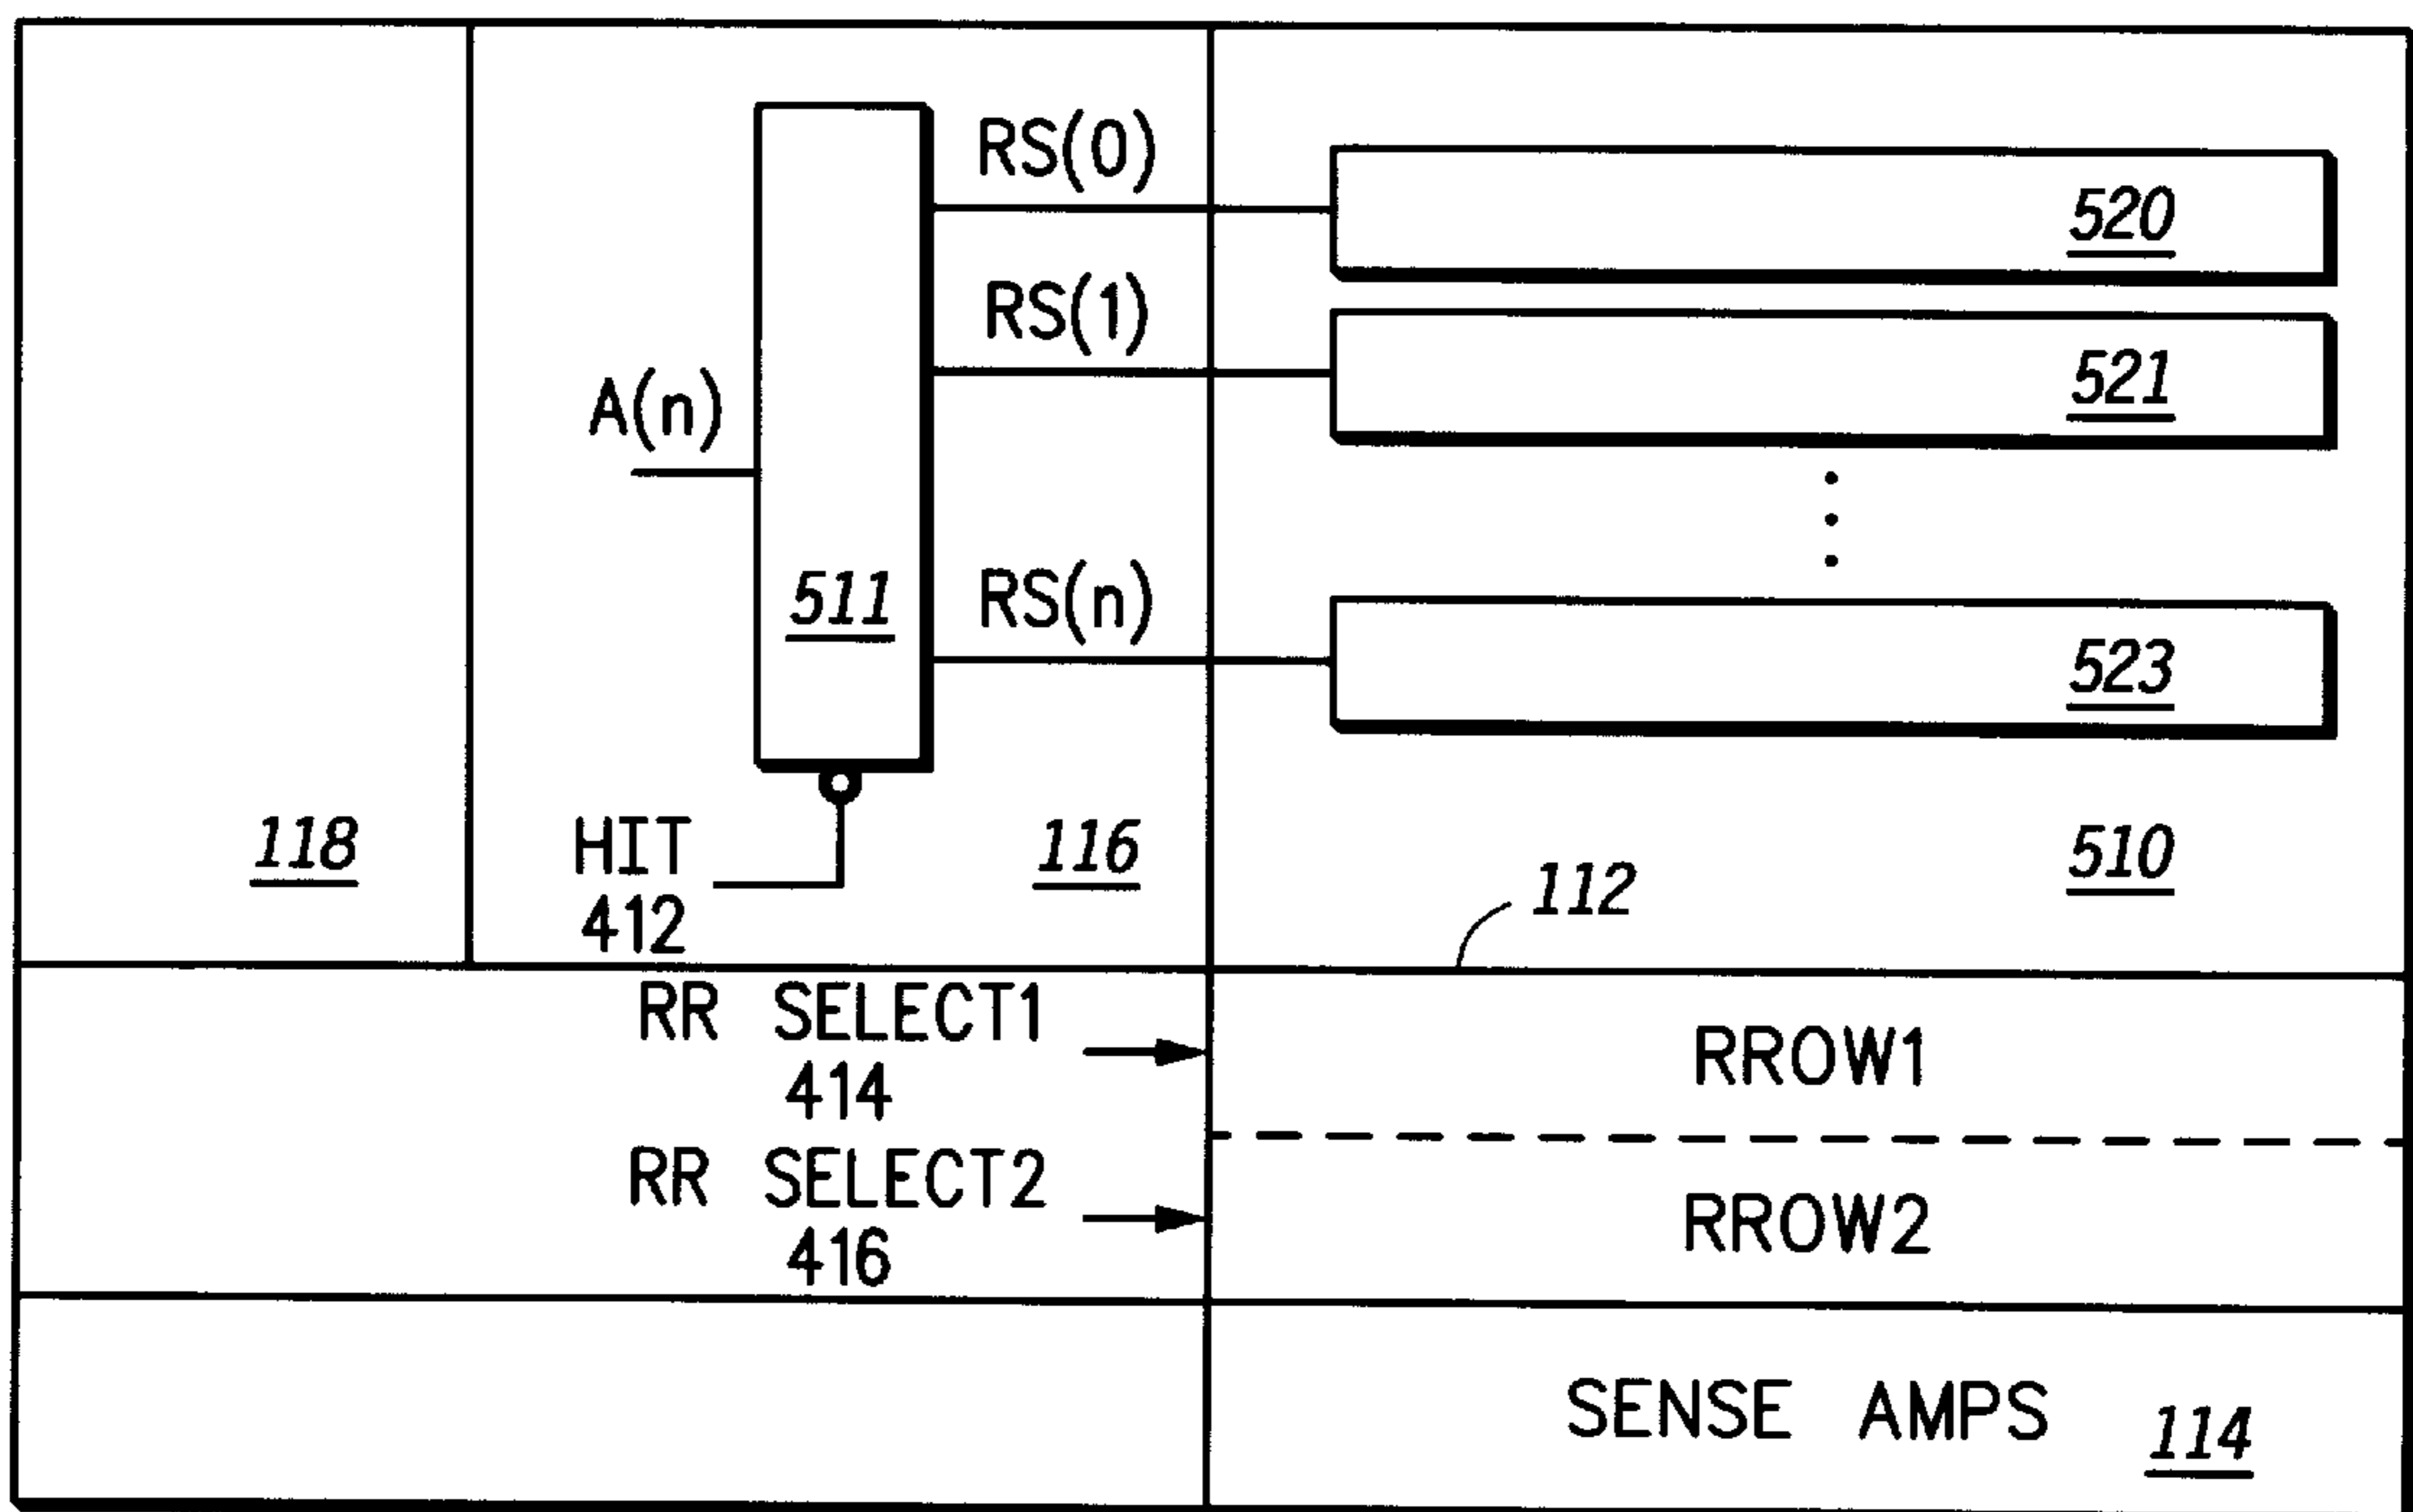 RS(0)
520
RS(1)
521
A(n)
511
RS(n)
523
118
HIT
412
116
510
112
RR SELECT1
414
RROW1
RR SELECT2
416
RROW2
SENSE AMPS
114